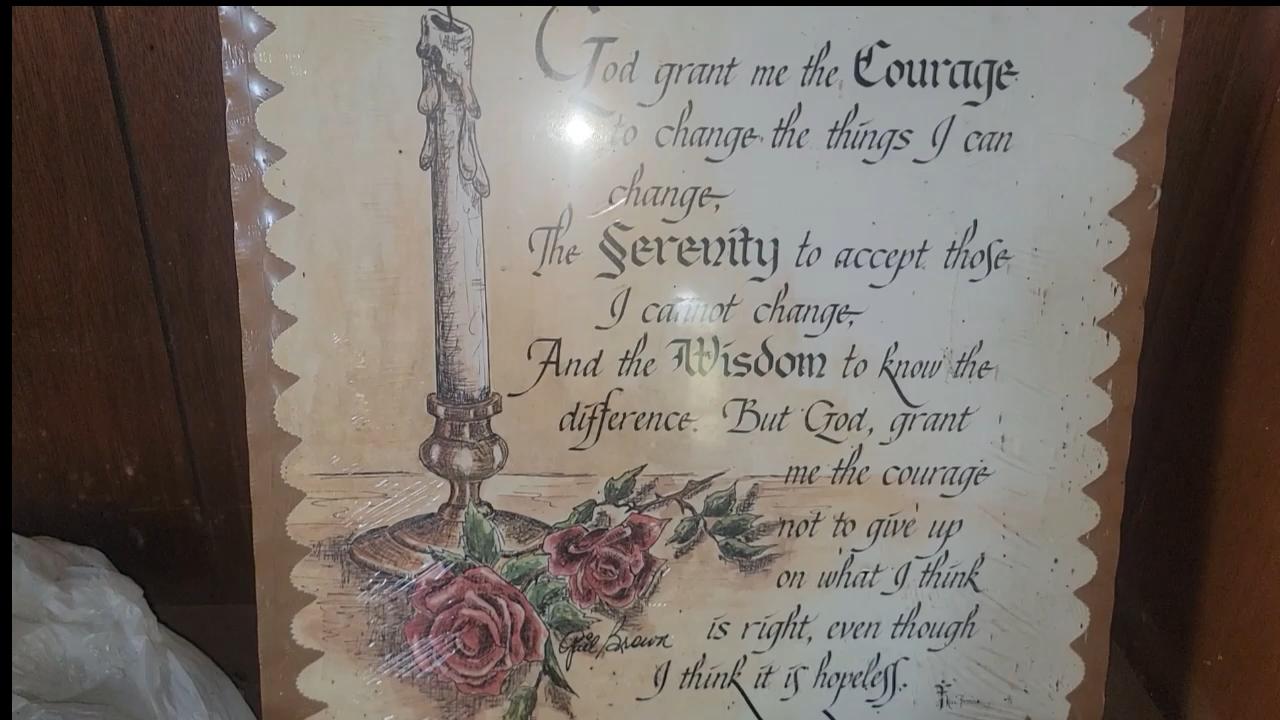 God grant me the Courage
to change the things I can
change,
The Serenity to accept those
I cannot change,
And the Wisdom to know the
difference. But God, grant
me the courage
not to give up
on what I think
is right, even though
I think it is hopeless.
Gail Brown